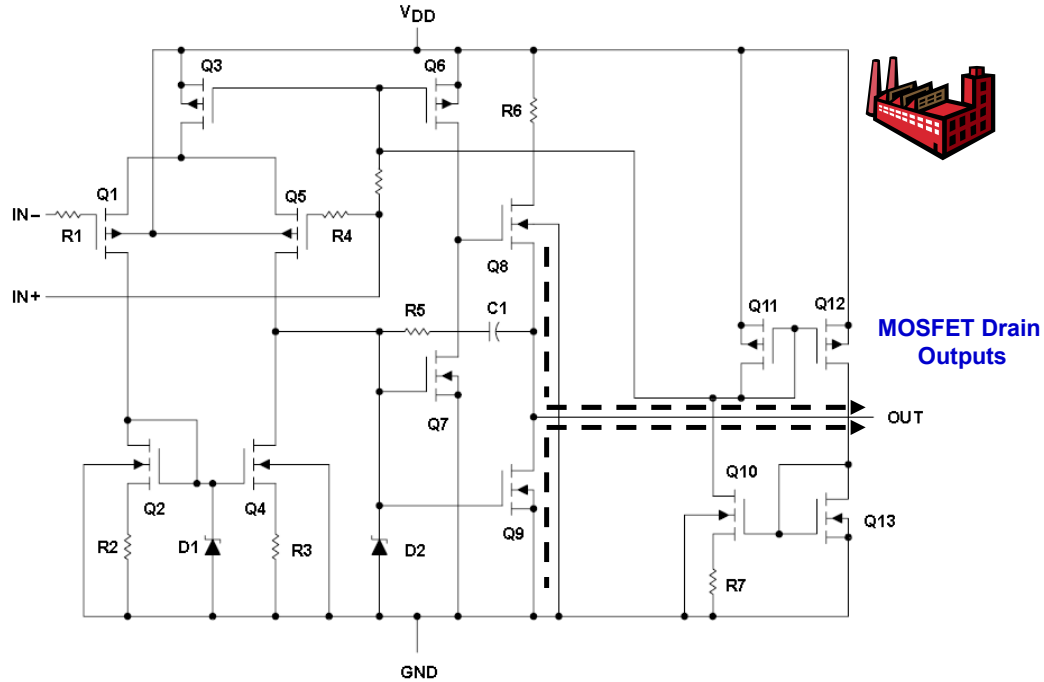 VDD
Q3
Q6
R6
Q1
Q5
IN–
R1
R4
Q8
IN+
R5
C1
Q11
Q12
MOSFET Drain
Outputs
Q7
OUT
Q10
Q2
Q4
Q9
Q13
R2
D1
R3
D2
R7
GND